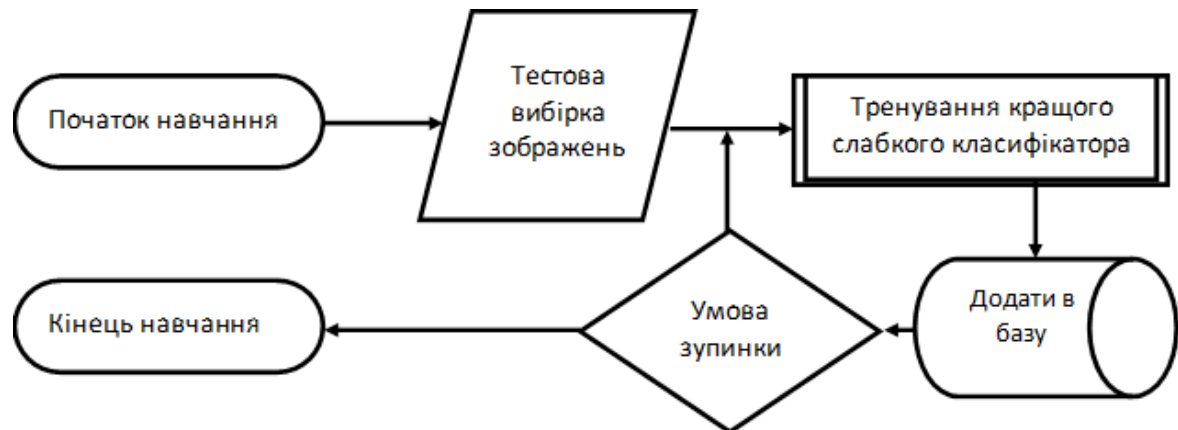 Початок навчання
Тестова
вибірка
зображень
Тренування кращого
слабкого класифікатора
Додати в
базу
Умова
зупинки
Кінець навчання